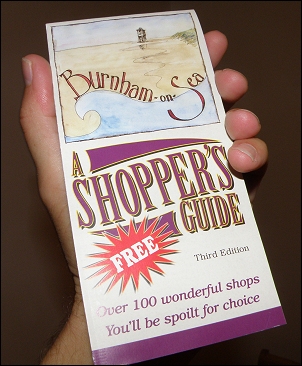 Burnham-on-Sea
A
SHOPPER'S
GUIDE
FREE
Third Edition
Over 100 wonderful shops
You'll be spoilt for choice